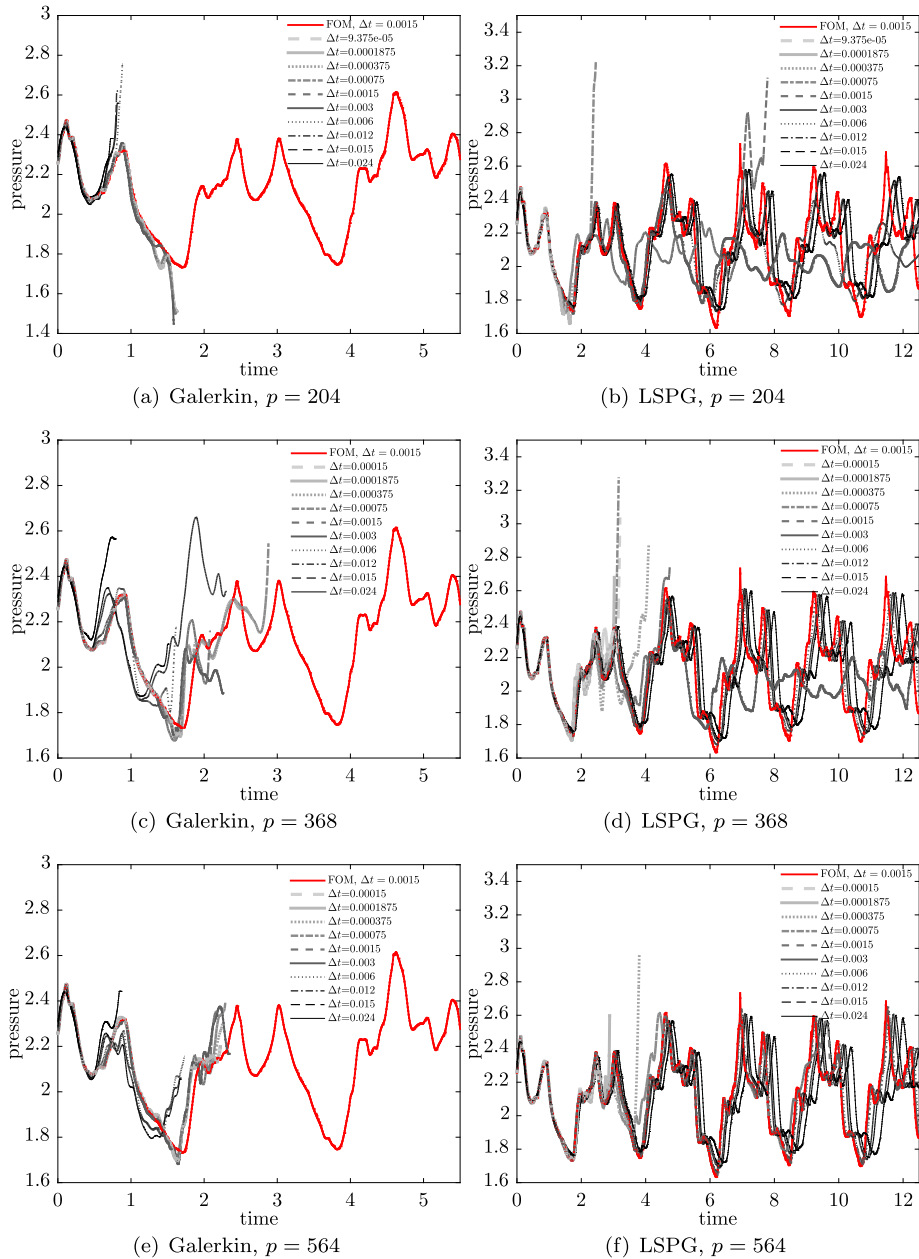 3
2.6
2.2
1.8
1.4
pressure
0 1 2 3 4 5
time
FOM, Δt = 0.0015
Δt=9.375e-05
Δt=0.0001875
Δt=0.000375
Δt=0.00075
Δt=0.0015
Δt=0.003
Δt=0.006
Δt=0.012
Δt=0.015
Δt=0.024
(a) Galerkin, p = 204
3.4
3.2
3
2.8
2.6
2.4
2.2
2
1.8
1.6
pressure
0 2 4 6 8 10 12
time
FOM, Δt = 0.0015
Δt=9.375e-05
Δt=0.0001875
Δt=0.000375
Δt=0.00075
Δt=0.0015
Δt=0.003
Δt=0.006
Δt=0.012
Δt=0.015
Δt=0.024
(b) LSPG, p = 204
3
2.8
2.6
2.4
2.2
2
1.8
1.6
pressure
0 1 2 3 4 5
time
FOM, Δt = 0.0015
Δt=0.00015
Δt=0.0001875
Δt=0.000375
Δt=0.00075
Δt=0.0015
Δt=0.003
Δt=0.006
Δt=0.012
Δt=0.015
Δt=0.024
(c) Galerkin, p = 368
3.4
3.2
3
2.8
2.6
2.4
2.2
2
1.8
1.6
pressure
0 2 4 6 8 10 12
time
FOM, Δt = 0.0015
Δt=0.00015
Δt=0.0001875
Δt=0.000375
Δt=0.00075
Δt=0.0015
Δt=0.003
Δt=0.006
Δt=0.012
Δt=0.015
Δt=0.024
(d) LSPG, p = 368
3
2.8
2.6
2.4
2.2
2
1.8
1.6
pressure
0 1 2 3 4 5
time
FOM, Δt = 0.0015
Δt=0.00015
Δt=0.0001875
Δt=0.000375
Δt=0.00075
Δt=0.0015
Δt=0.003
Δt=0.006
Δt=0.012
Δt=0.015
Δt=0.024
(e) Galerkin, p = 564
3.4
3.2
3
2.8
2.6
2.4
2.2
2
1.8
1.6
pressure
0 2 4 6 8 10 12
time
FOM, Δt = 0.0015
Δt=0.00015
Δt=0.0001875
Δt=0.000375
Δt=0.00075
Δt=0.0015
Δt=0.003
Δt=0.006
Δt=0.012
Δt=0.015
Δt=0.024
(f) LSPG, p = 564